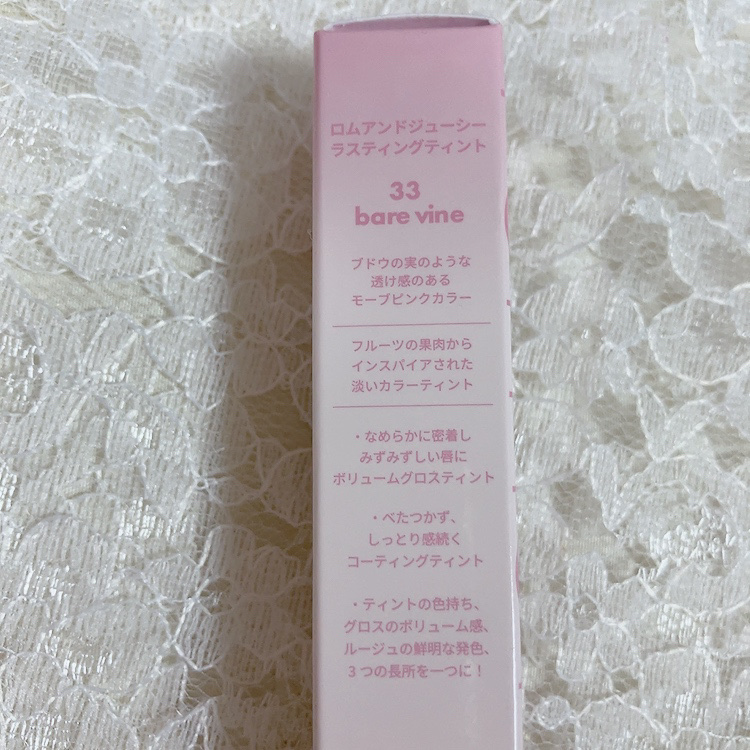 ロムアンドジューシー
ラスティングティント
33
bare vine
ブドウの実のような
透け感のある
モーブピンクカラー
フルーツの果肉から
インスパイアされた
淡いカラーティント
・なめらかに密着し
みずみずしい唇に
ボリュームグロスティント
・べたつかず、
しっとり感続く
コーティングティント
・ティントの色持ち、
グロスのボリューム感、
ルージュの鮮明な発色、
3つの長所を一つに!